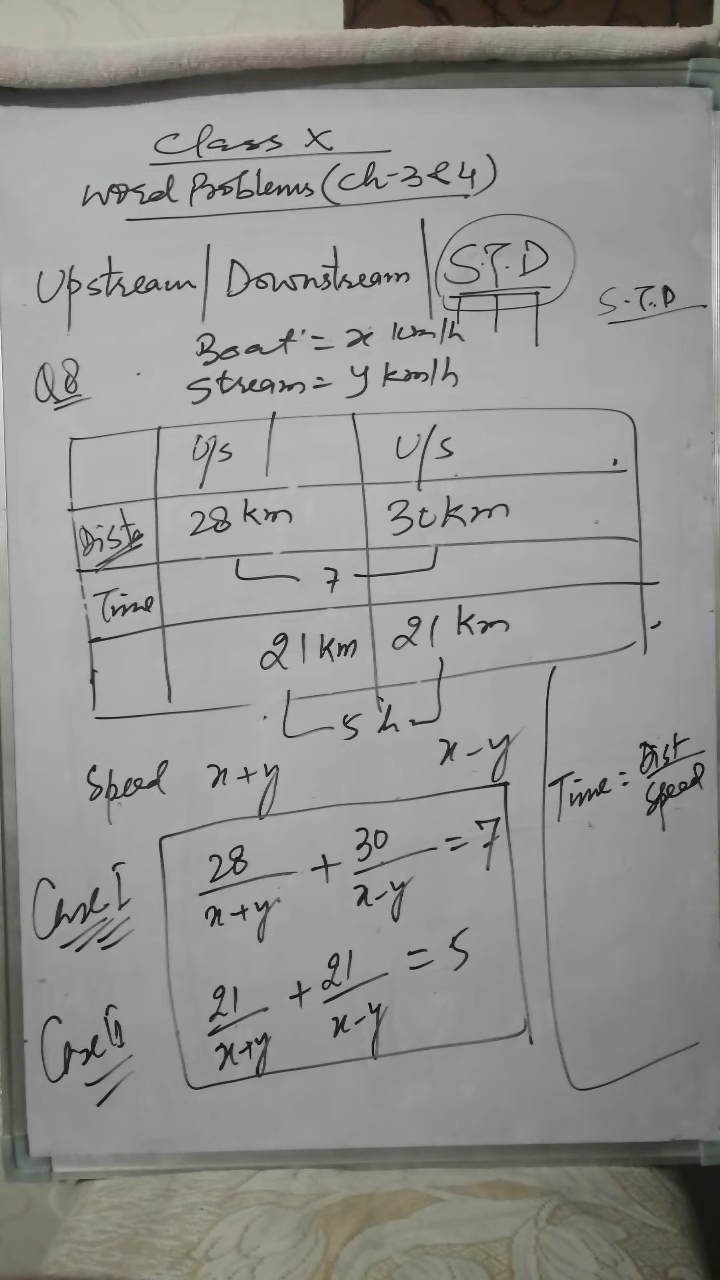 Class X
Word Problems (Ch-3 & 4)
Upstream / Downstream / S.T.D
S.T.D
Boat = x km/h
Q8
Stream = y km/h
U/s U/s
Dist 28 km 30 km
Time 7
21 km 21 km
5 h
Speed x+y x-y
Time = Dist/Speed
Case I 28/(x+y) + 30/(x-y) = 7
Case II 21/(x+y) + 21/(x-y) = 5